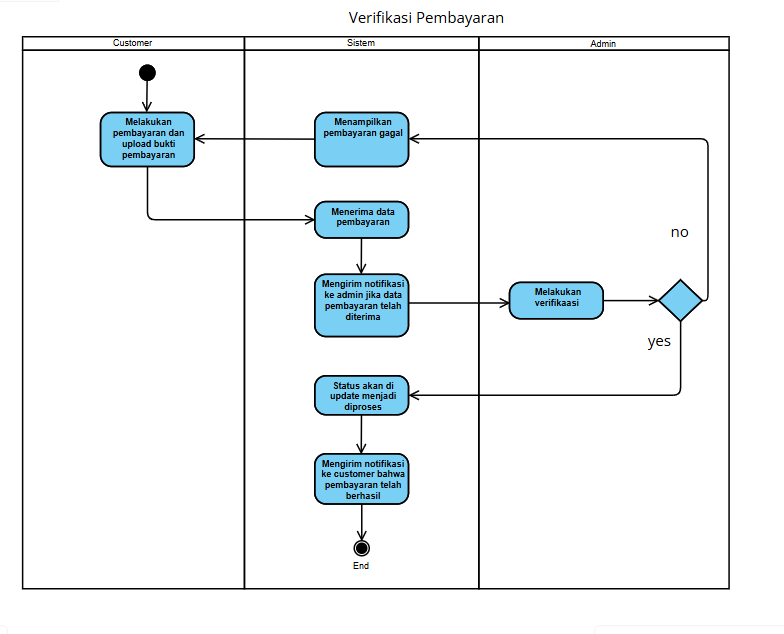 Verifikasi Pembayaran
Customer
Sistem
Admin
Melakukan
pembayaran dan
upload bukti
pembayaran
Menampilkan
pembayaran gagal
Menerima data
pembayaran
no
Mengirim notifikasi
ke admin jika data
pembayaran telah
diterima
Melakukan
verifikaasi
yes
Status akan di
update menjadi
diproses
Mengirim notifikasi
ke customer bahwa
pembayaran telah
berhasil
End